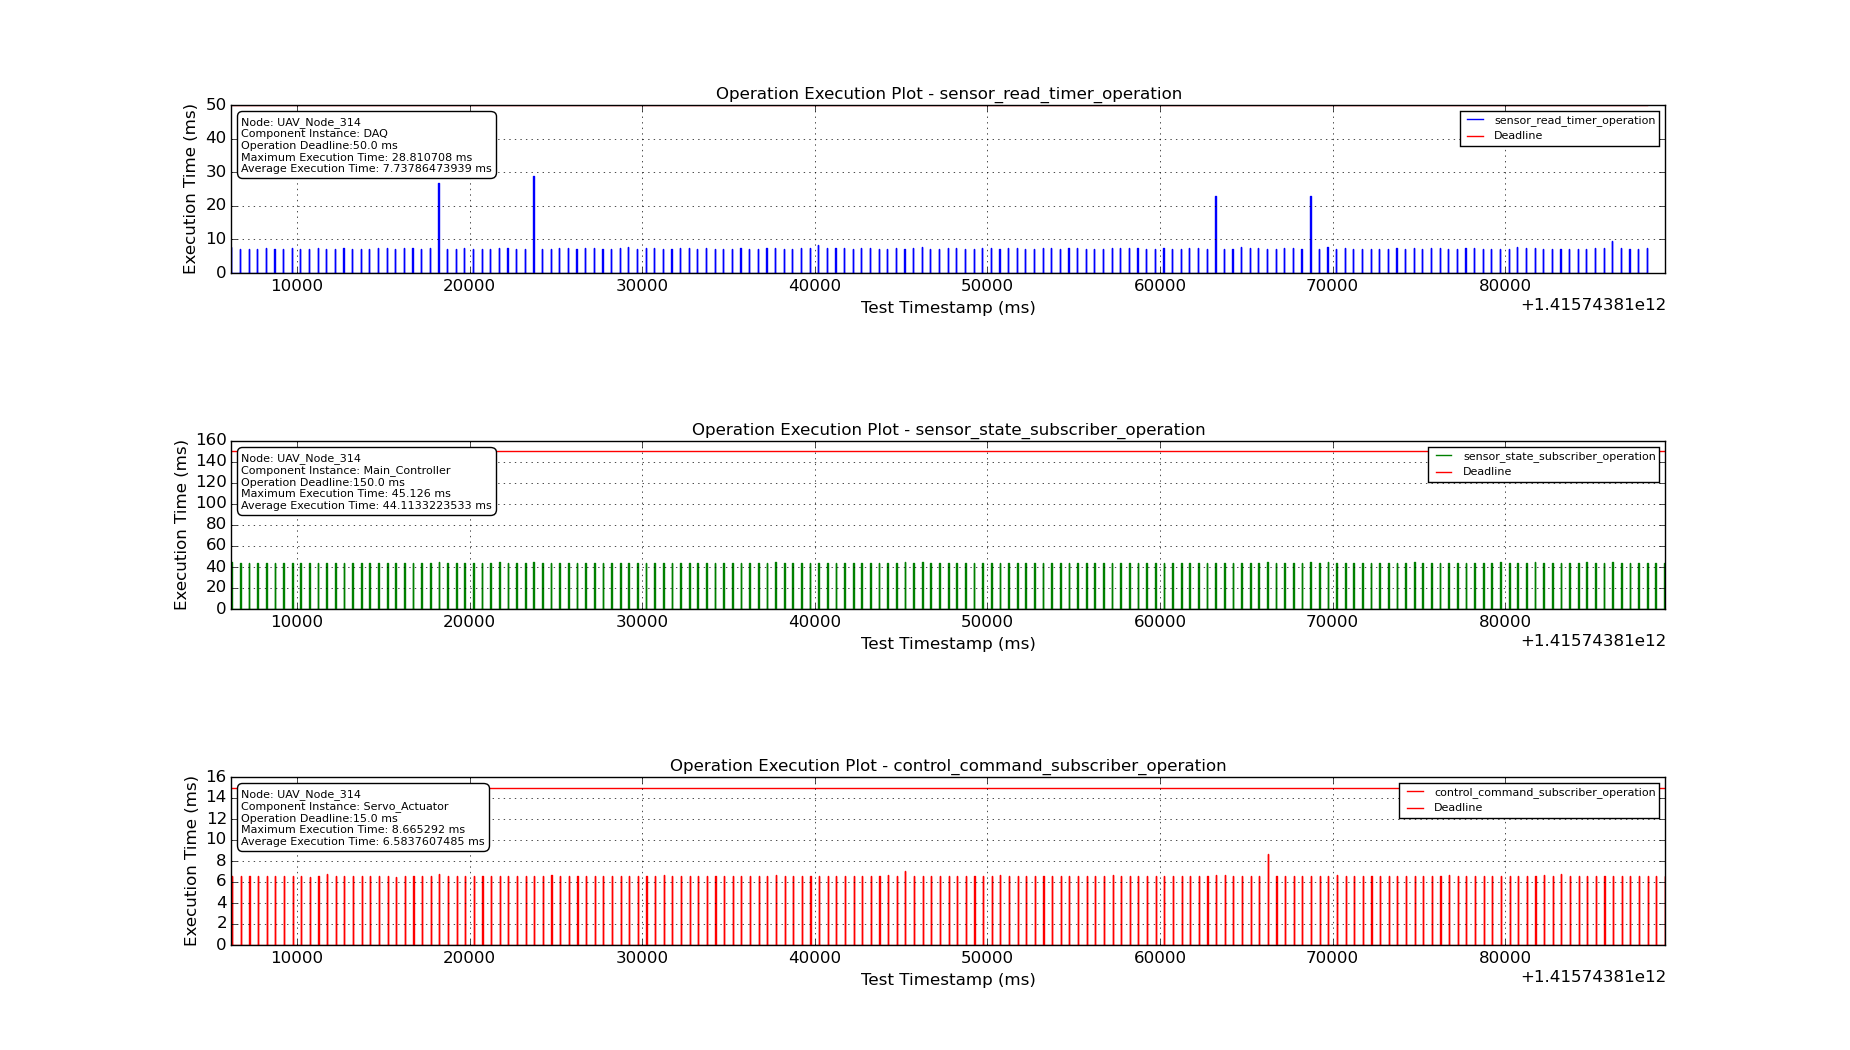 Operation Execution Plot - sensor_read_timer_operation
Execution Time (ms)
50
40
30
20
10
0
Node: UAV_Node_314
Component Instance: DAQ
Operation Deadline:50.0 ms
Maximum Execution Time: 28.810708 ms
Average Execution Time: 7.73786473939 ms
sensor_read_timer_operation
Deadline
10000 20000 30000 40000 50000 60000 70000 80000
+1.41574381e12
Test Timestamp (ms)
Operation Execution Plot - sensor_state_subscriber_operation
Execution Time (ms)
160
140
120
100
80
60
40
20
0
Node: UAV_Node_314
Component Instance: Main_Controller
Operation Deadline:150.0 ms
Maximum Execution Time: 45.126 ms
Average Execution Time: 44.1133223533 ms
sensor_state_subscriber_operation
Deadline
10000 20000 30000 40000 50000 60000 70000 80000
+1.41574381e12
Test Timestamp (ms)
Operation Execution Plot - control_command_subscriber_operation
Execution Time (ms)
16
14
12
10
8
6
4
2
0
Node: UAV_Node_314
Component Instance: Servo_Actuator
Operation Deadline:15.0 ms
Maximum Execution Time: 8.665292 ms
Average Execution Time: 6.5837607485 ms
control_command_subscriber_operation
Deadline
10000 20000 30000 40000 50000 60000 70000 80000
+1.41574381e12
Test Timestamp (ms)